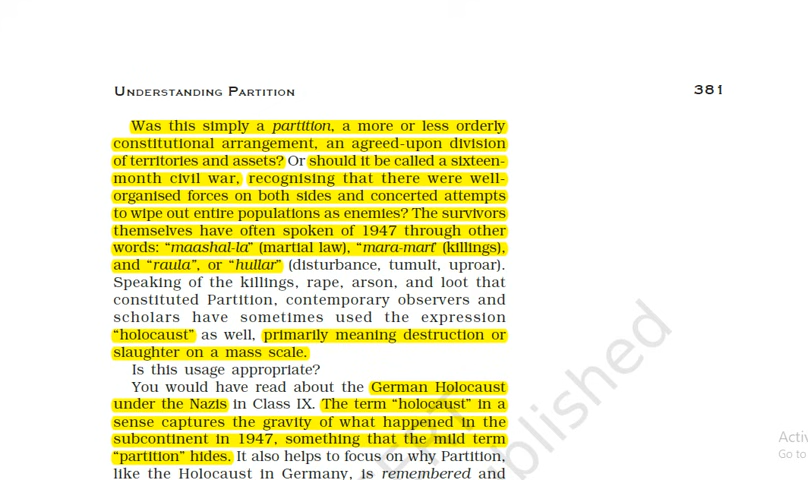 UNDERSTANDING PARTITION 381
Was this simply a partition, a more or less orderly
constitutional arrangement, an agreed-upon division
of territories and assets? Or should it be called a sixteen-
month civil war, recognising that there were well-
organised forces on both sides and concerted attempts
to wipe out entire populations as enemies? The survivors
themselves have often spoken of 1947 through other
words: “maashal-la” (martial law), “mara-mari’ (killings),
and “raula”, or “hullar” (disturbance, tumult, uproar).
Speaking of the killings, rape, arson, and loot that
constituted Partition, contemporary observers and
scholars have sometimes used the expression
“holocaust” as well, primarily meaning destruction or
slaughter on a mass scale.
Is this usage appropriate?
You would have read about the German Holocaust
under the Nazis in Class IX. The term “holocaust” in a
sense captures the gravity of what happened in the
subcontinent in 1947, something that the mild term
“partition” hides. It also helps to focus on why Partition,
like the Holocaust in Germany, is remembered and
Activ
Go to